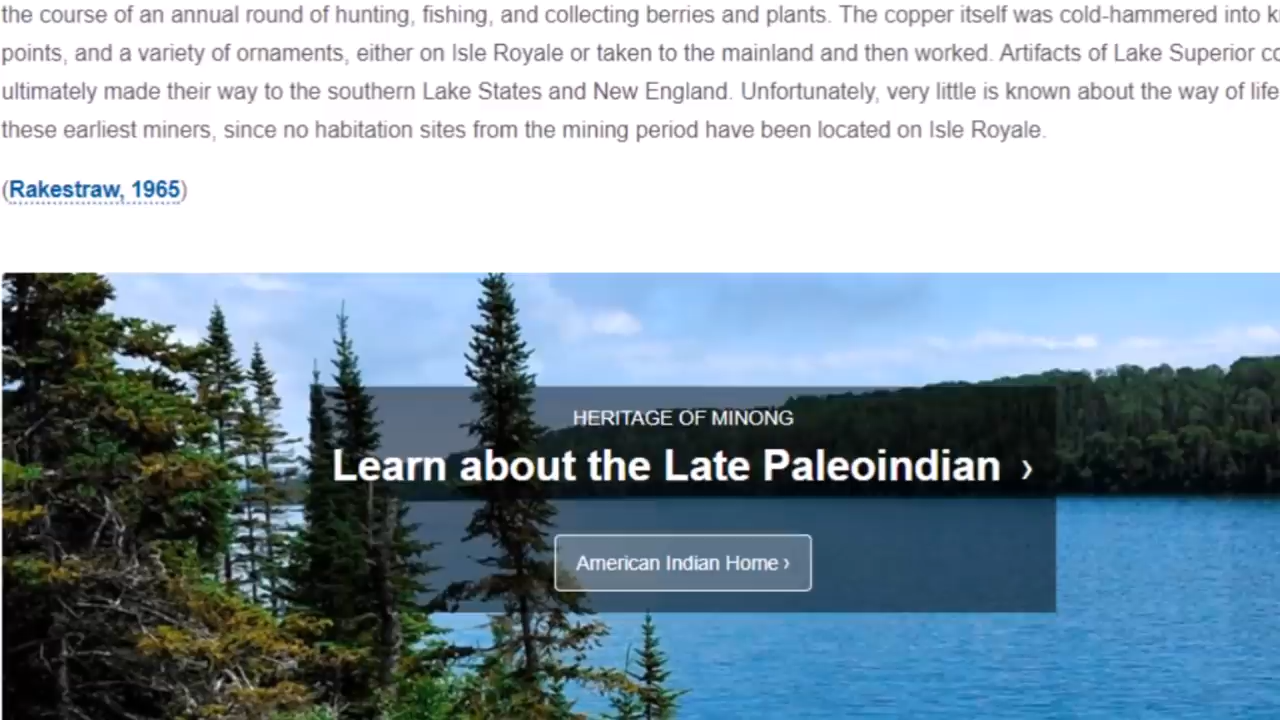 the course of an annual round of hunting, fishing, and collecting berries and plants. The copper itself was cold-hammered into
points, and a variety of ornaments, either on Isle Royale or taken to the mainland and then worked. Artifacts of Lake Superior
ultimately made their way to the southern Lake States and New England. Unfortunately, very little is known about the way of life
these earliest miners, since no habitation sites from the mining period have been located on Isle Royale.
(Rakestraw, 1965)
HERITAGE OF MINONG
Learn about the Late Paleoindian ›
American Indian Home ›